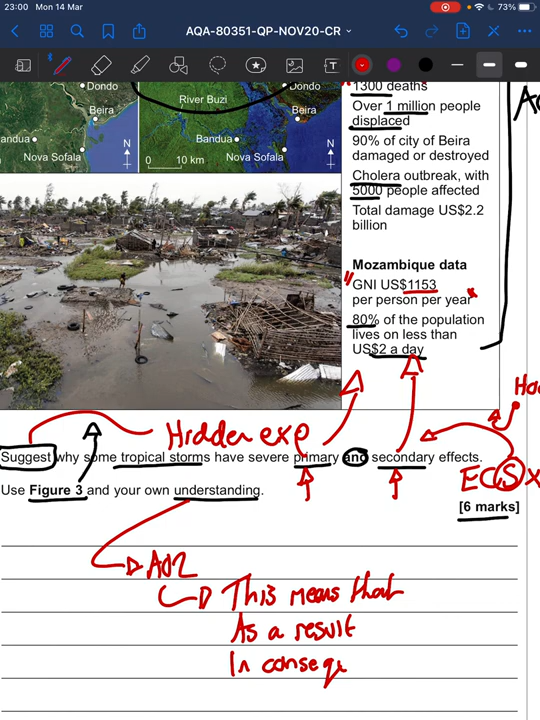 23:00 Mon 14 Mar
73%
AQA-80351-QP-NOV20-CR
Dondo
Dondo
1300 deaths
Over 1 million people
displaced
River Buzi
Beira
Beira
90% of city of Beira
damaged or destroyed
andua
Bandua
N
N
Nova Sofala
0 10 km
Nova Sofala
Cholera outbreak, with
5000 people affected
Total damage US$2.2
billion
Mozambique data
GNI US$1153
per person per year
80% of the population
lives on less than
US$2 a day
Hidden exp
Suggest why some tropical storms have severe primary and secondary effects.
Use Figure 3 and your own understanding.
[6 marks]
AO2
This means that
As a result
In conseq